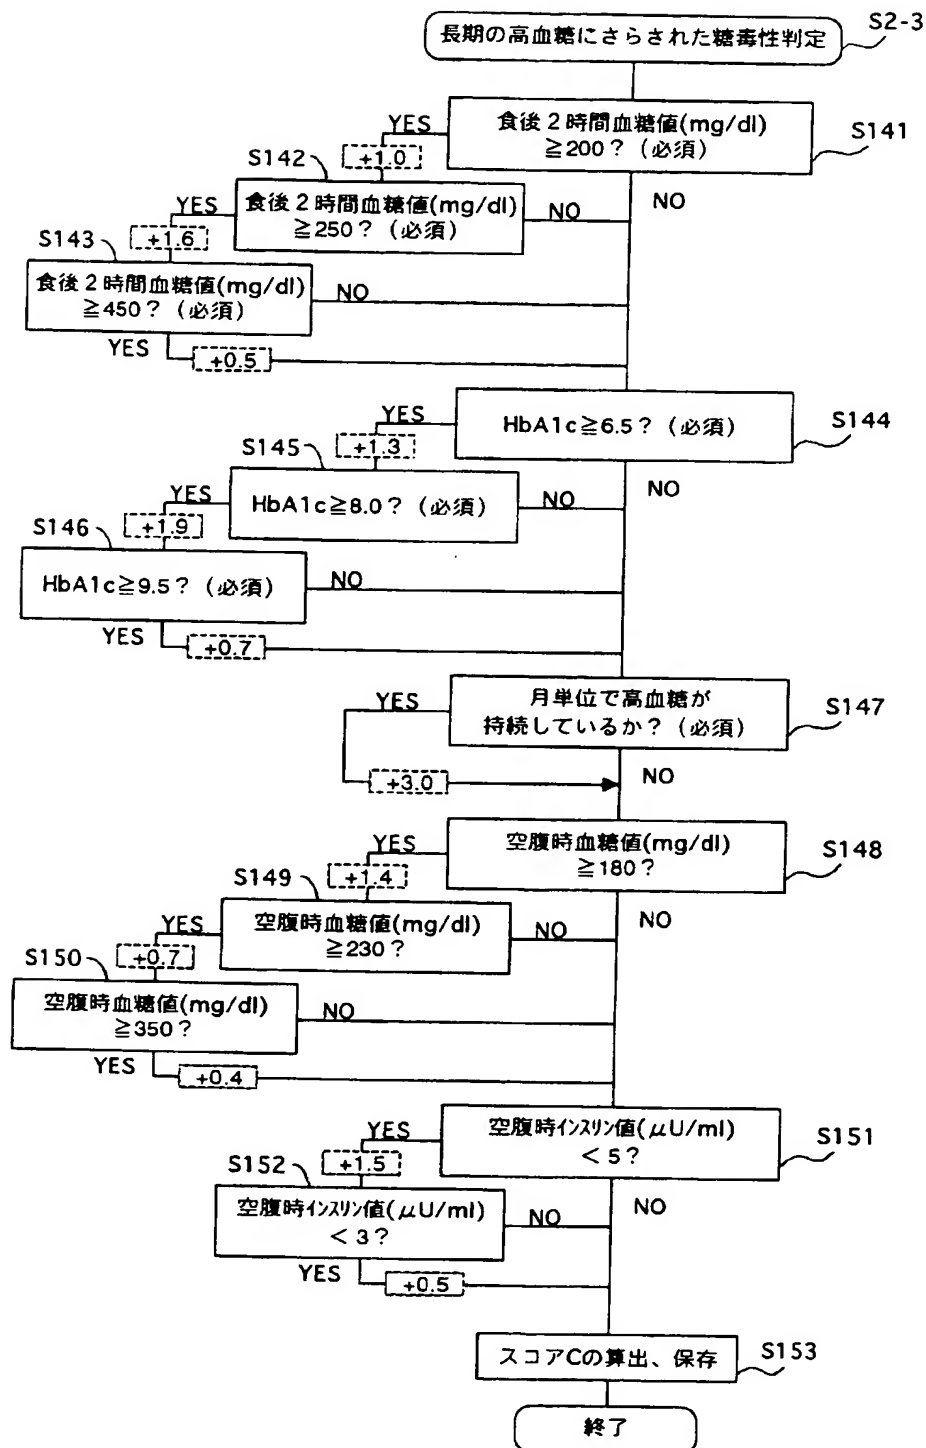 長期の高血糖にさらされた糖毒性判定
S2-3
YES
食後２時間血糖値(mg/dl)
≧200？（必須）
S141
+1.0
NO
S142
YES
食後２時間血糖値(mg/dl)
≧250？（必須）
NO
+1.6
S143
食後２時間血糖値(mg/dl)
≧450？（必須）
NO
YES
+0.5
YES
HbA1c≧6.5？（必須）
S144
+1.3
NO
S145
YES
HbA1c≧8.0？（必須）
NO
+1.9
S146
HbA1c≧9.5？（必須）
NO
YES
+0.7
YES
月単位で高血糖が
持続しているか？（必須）
S147
NO
+3.0
YES
空腹時血糖値(mg/dl)
≧180？
S148
+1.4
NO
S149
YES
空腹時血糖値(mg/dl)
≧230？
NO
+0.7
S150
空腹時血糖値(mg/dl)
≧350？
NO
YES
+0.4
YES
空腹時ｲﾝｽﾘﾝ値(μU/ml)
＜5？
S151
+1.5
NO
S152
空腹時ｲﾝｽﾘﾝ値(μU/ml)
＜3？
NO
YES
+0.5
スコアCの算出、保存
S153
終了